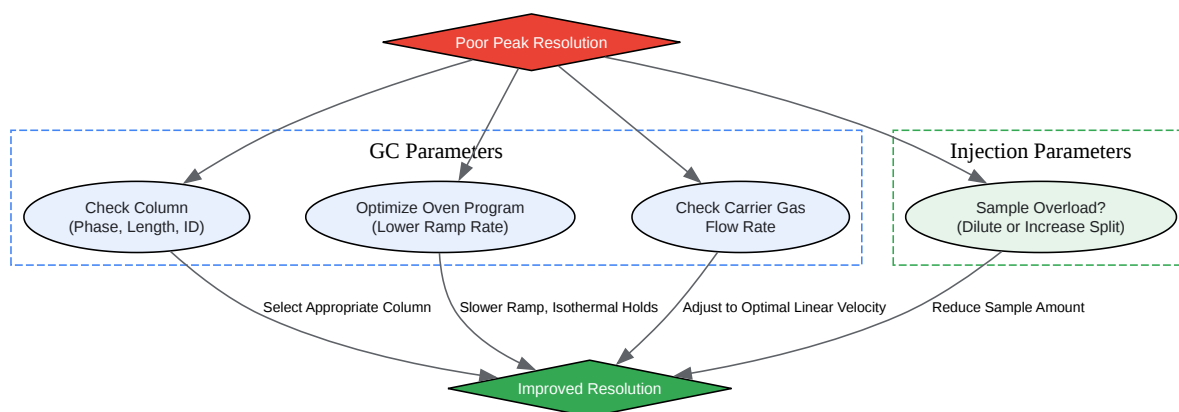 Poor Peak Resolution
GC Parameters
Injection Parameters
Check Column
(Phase, Length, ID)
Optimize Oven Program
(Lower Ramp Rate)
Check Carrier Gas
Flow Rate
Sample Overload?
(Dilute or Increase Split)
Select Appropriate Column
Slower Ramp, Isothermal Holds
Adjust to Optimal Linear Velocity
Reduce Sample Amount
Improved Resolution